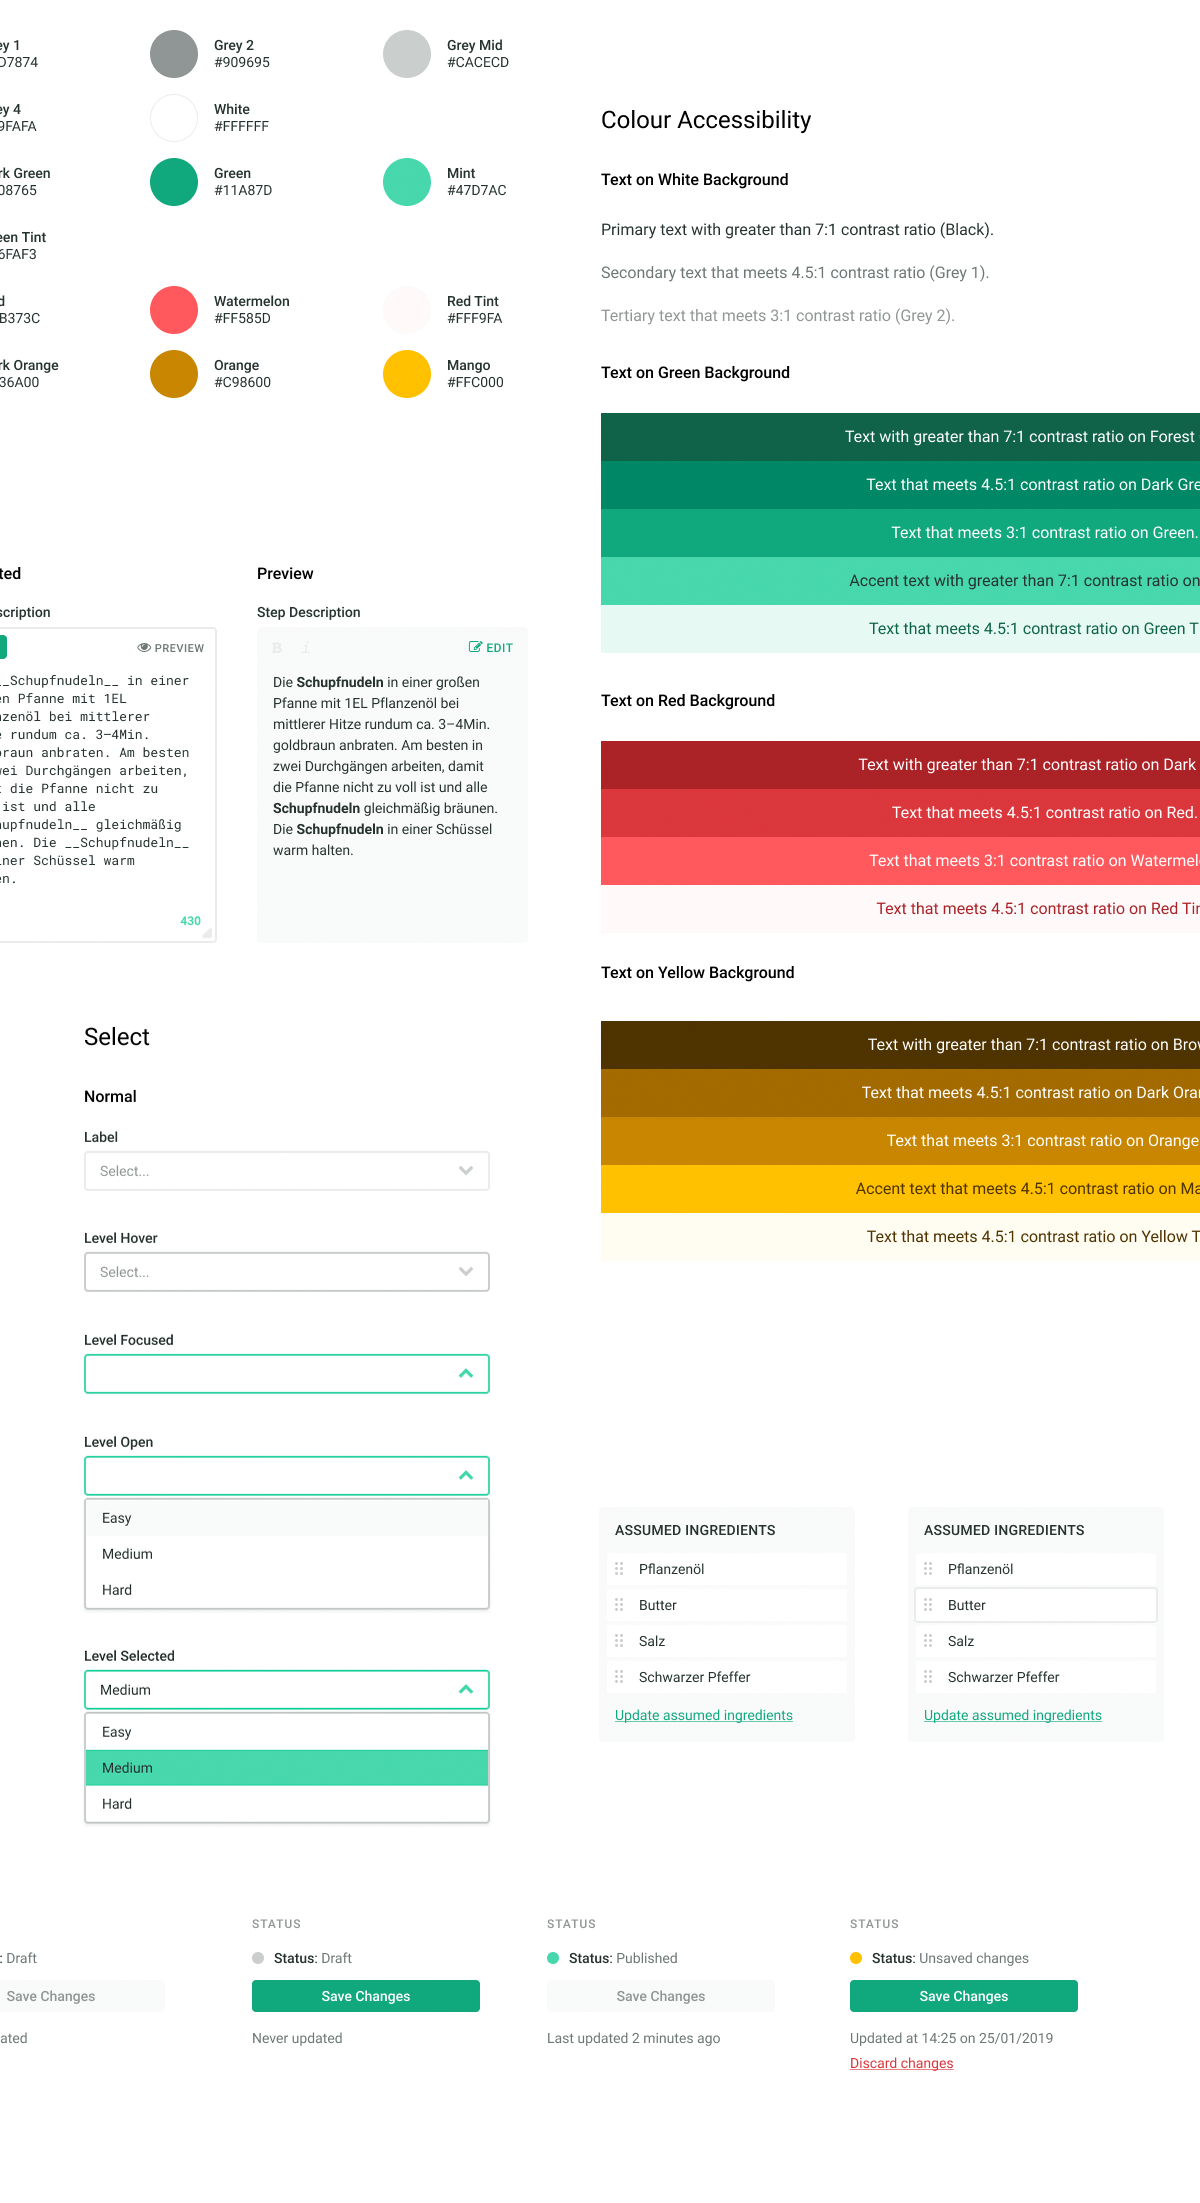 ey 1
D7874
Grey 2
#909695
Grey Mid
#CACECD
ey 4
9FAFA
White
#FFFFFF
rk Green
08765
Green
#11A87D
Mint
#47D7AC
een Tint
6FAF3
d
B373C
Watermelon
#FF585D
Red Tint
#FFF9FA
rk Orange
36A00
Orange
#C98600
Mango
#FFC000
Colour Accessibility
Text on White Background
Primary text with greater than 7:1 contrast ratio (Black).
Secondary text that meets 4.5:1 contrast ratio (Grey 1).
Tertiary text that meets 3:1 contrast ratio (Grey 2).
Text on Green Background
Text with greater than 7:1 contrast ratio on Forest
Text that meets 4.5:1 contrast ratio on Dark Gre
Text that meets 3:1 contrast ratio on Green.
Accent text with greater than 7:1 contrast ratio on
Text that meets 4.5:1 contrast ratio on Green T
Text on Red Background
Text with greater than 7:1 contrast ratio on Dark
Text that meets 4.5:1 contrast ratio on Red.
Text that meets 3:1 contrast ratio on Watermel
Text that meets 4.5:1 contrast ratio on Red Tin
Text on Yellow Background
Text with greater than 7:1 contrast ratio on Brow
Text that meets 4.5:1 contrast ratio on Dark Oran
Text that meets 3:1 contrast ratio on Orange
Accent text that meets 4.5:1 contrast ratio on Ma
Text that meets 4.5:1 contrast ratio on Yellow T
ted
scription
PREVIEW
__Schupfnudeln__ in einer
en Pfanne mit 1EL
nzenöl bei mittlerer
e rundum ca. 3–4Min.
braun anbraten. Am besten
wei Durchgängen arbeiten,
t die Pfanne nicht zu
ist und alle
hupfnudeln__ gleichmäßig
nen. Die __Schupfnudeln__
iner Schüssel warm
en.
430
Preview
Step Description
B i
EDIT
Die Schupfnudeln in einer großen
Pfanne mit 1EL Pflanzenöl bei
mittlerer Hitze rundum ca. 3–4Min.
goldbraun anbraten. Am besten in
zwei Durchgängen arbeiten, damit
die Pfanne nicht zu voll ist und alle
Schupfnudeln gleichmäßig bräunen.
Die Schupfnudeln in einer Schüssel
warm halten.
Select
Normal
Label
Select...
Level Hover
Select...
Level Focused
Level Open
Easy
Medium
Hard
Level Selected
Medium
Easy
Medium
Hard
ASSUMED INGREDIENTS
Pflanzenöl
Butter
Salz
Schwarzer Pfeffer
Update assumed ingredients
ASSUMED INGREDIENTS
Pflanzenöl
Butter
Salz
Schwarzer Pfeffer
Update assumed ingredients
: Draft
Save Changes
ated
STATUS
Status: Draft
Save Changes
Never updated
STATUS
Status: Published
Save Changes
Last updated 2 minutes ago
STATUS
Status: Unsaved changes
Save Changes
Updated at 14:25 on 25/01/2019
Discard changes